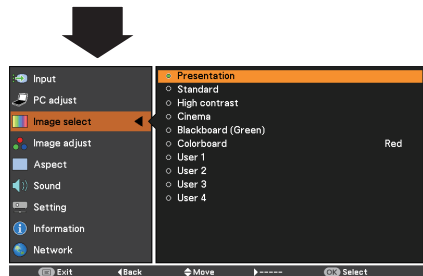 Input
PC adjust
Image select
Image adjust
Aspect
Sound
Setting
Information
Network
Presentation
Standard
High contrast
Cinema
Blackboard (Green)
Colorboard Red
User 1
User 2
User 3
User 4
Exit Back Move ----- OK Select